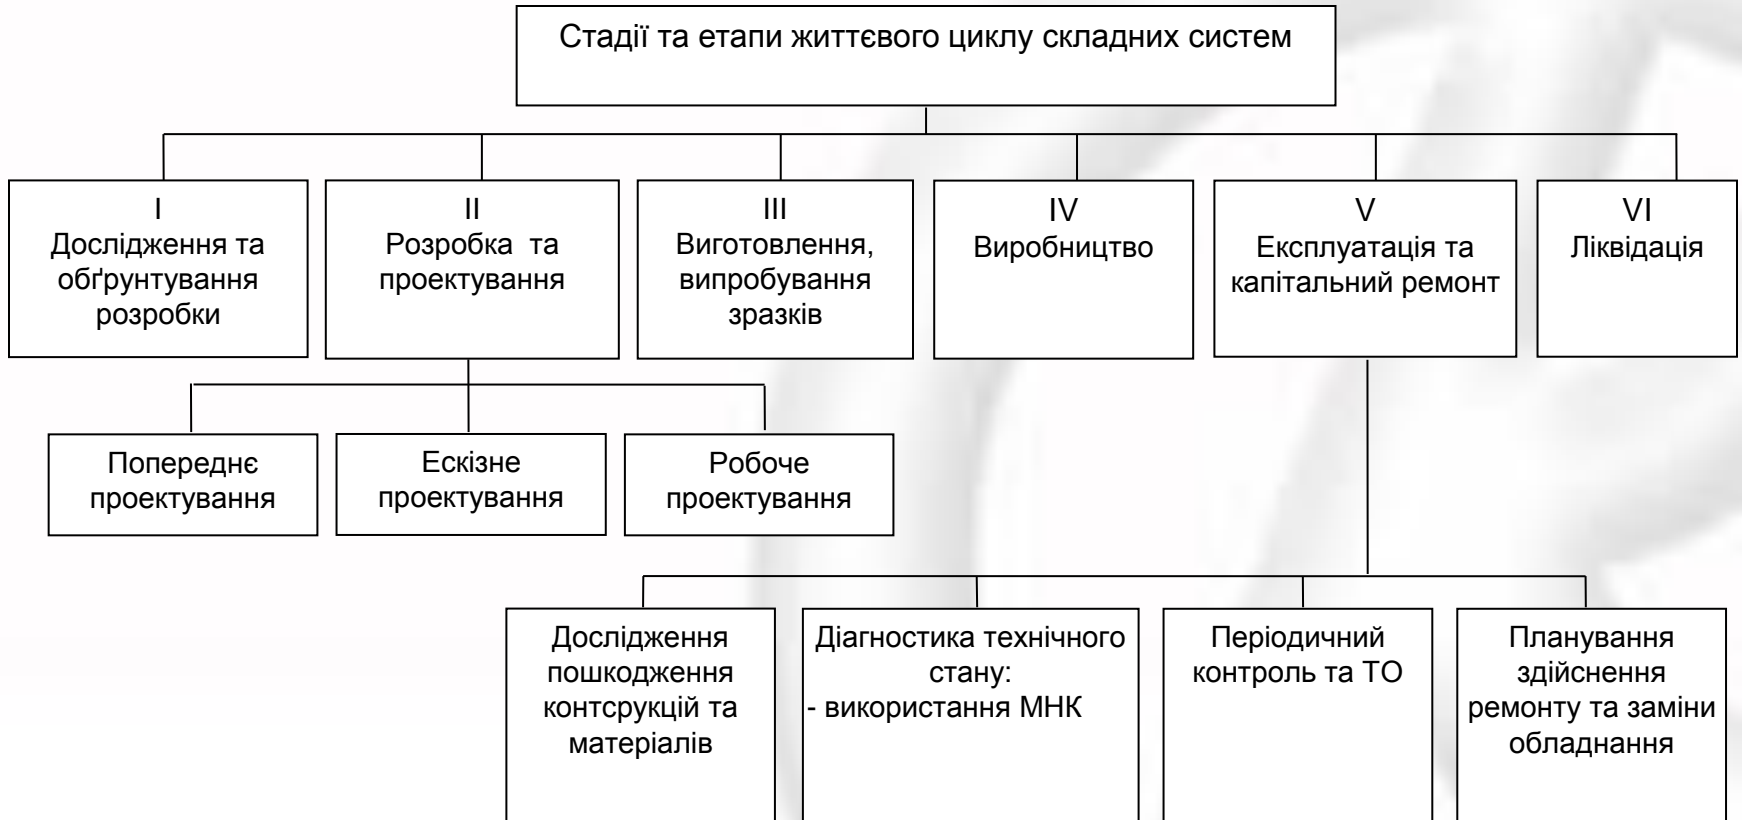 Стадії та етапи життєвого циклу складних систем
I
Дослідження та
обґрунтування
розробки
II
Розробка та
проектування
III
Виготовлення,
випробування
зразків
IV
Виробництво
V
Експлуатація та
капітальний ремонт
VI
Ліквідація
Попереднє
проектування
Ескізне
проектування
Робоче
проектування
Дослідження
пошкодження
контсрукцій та
матеріалів
Діагностика технічного
стану:
- використання МНК
Періодичний
контроль та ТО
Планування
здійснення
ремонту та заміни
обладнання